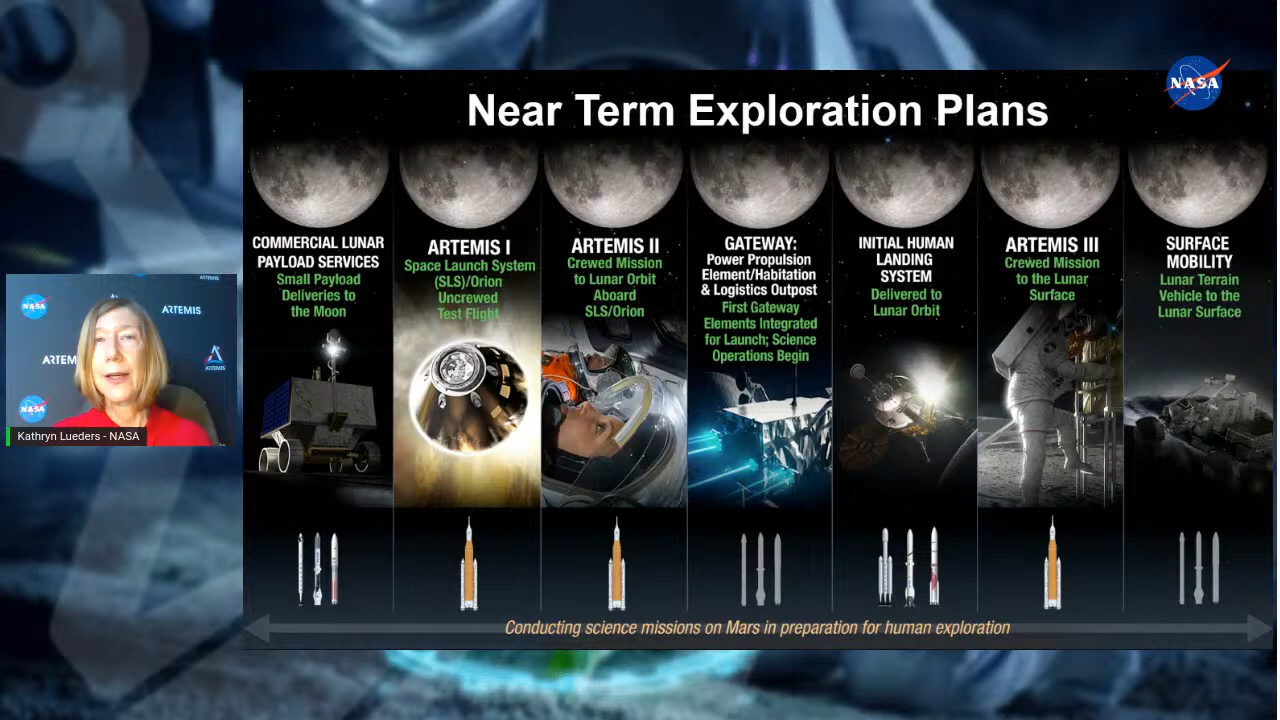 NASA
Near Term Exploration Plans
COMMERCIAL LUNAR
PAYLOAD SERVICES
Small Payload
Deliveries to
the Moon
ARTEMIS I
Space Launch System
(SLS)/Orion
Uncrewed
Test Flight
ARTEMIS II
Crewed Mission
to Lunar Orbit
Aboard
SLS/Orion
GATEWAY:
Power Propulsion
Element/Habitation
& Logistics Outpost
First Gateway
Elements Integrated
for Launch; Science
Operations Begin
INITIAL HUMAN
LANDING
SYSTEM
Delivered to
Lunar Orbit
ARTEMIS III
Crewed Mission
to the Lunar
Surface
SURFACE
MOBILITY
Lunar Terrain
Vehicle to the
Lunar Surface
Conducting science missions on Mars in preparation for human exploration
ARTEMIS
NASA
ARTEMIS
ARTEM
ARTEMIS
NASA
Kathryn Lueders - NASA